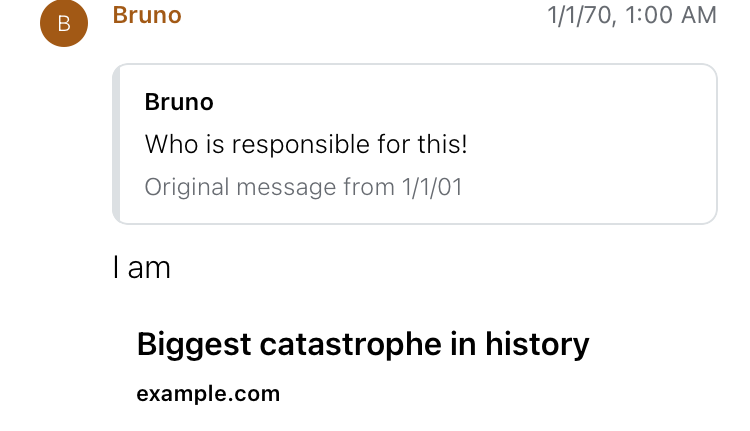 B
Bruno
1/1/70, 1:00 AM
Bruno
Who is responsible for this!
Original message from 1/1/01
I am
Biggest catastrophe in history
example.com